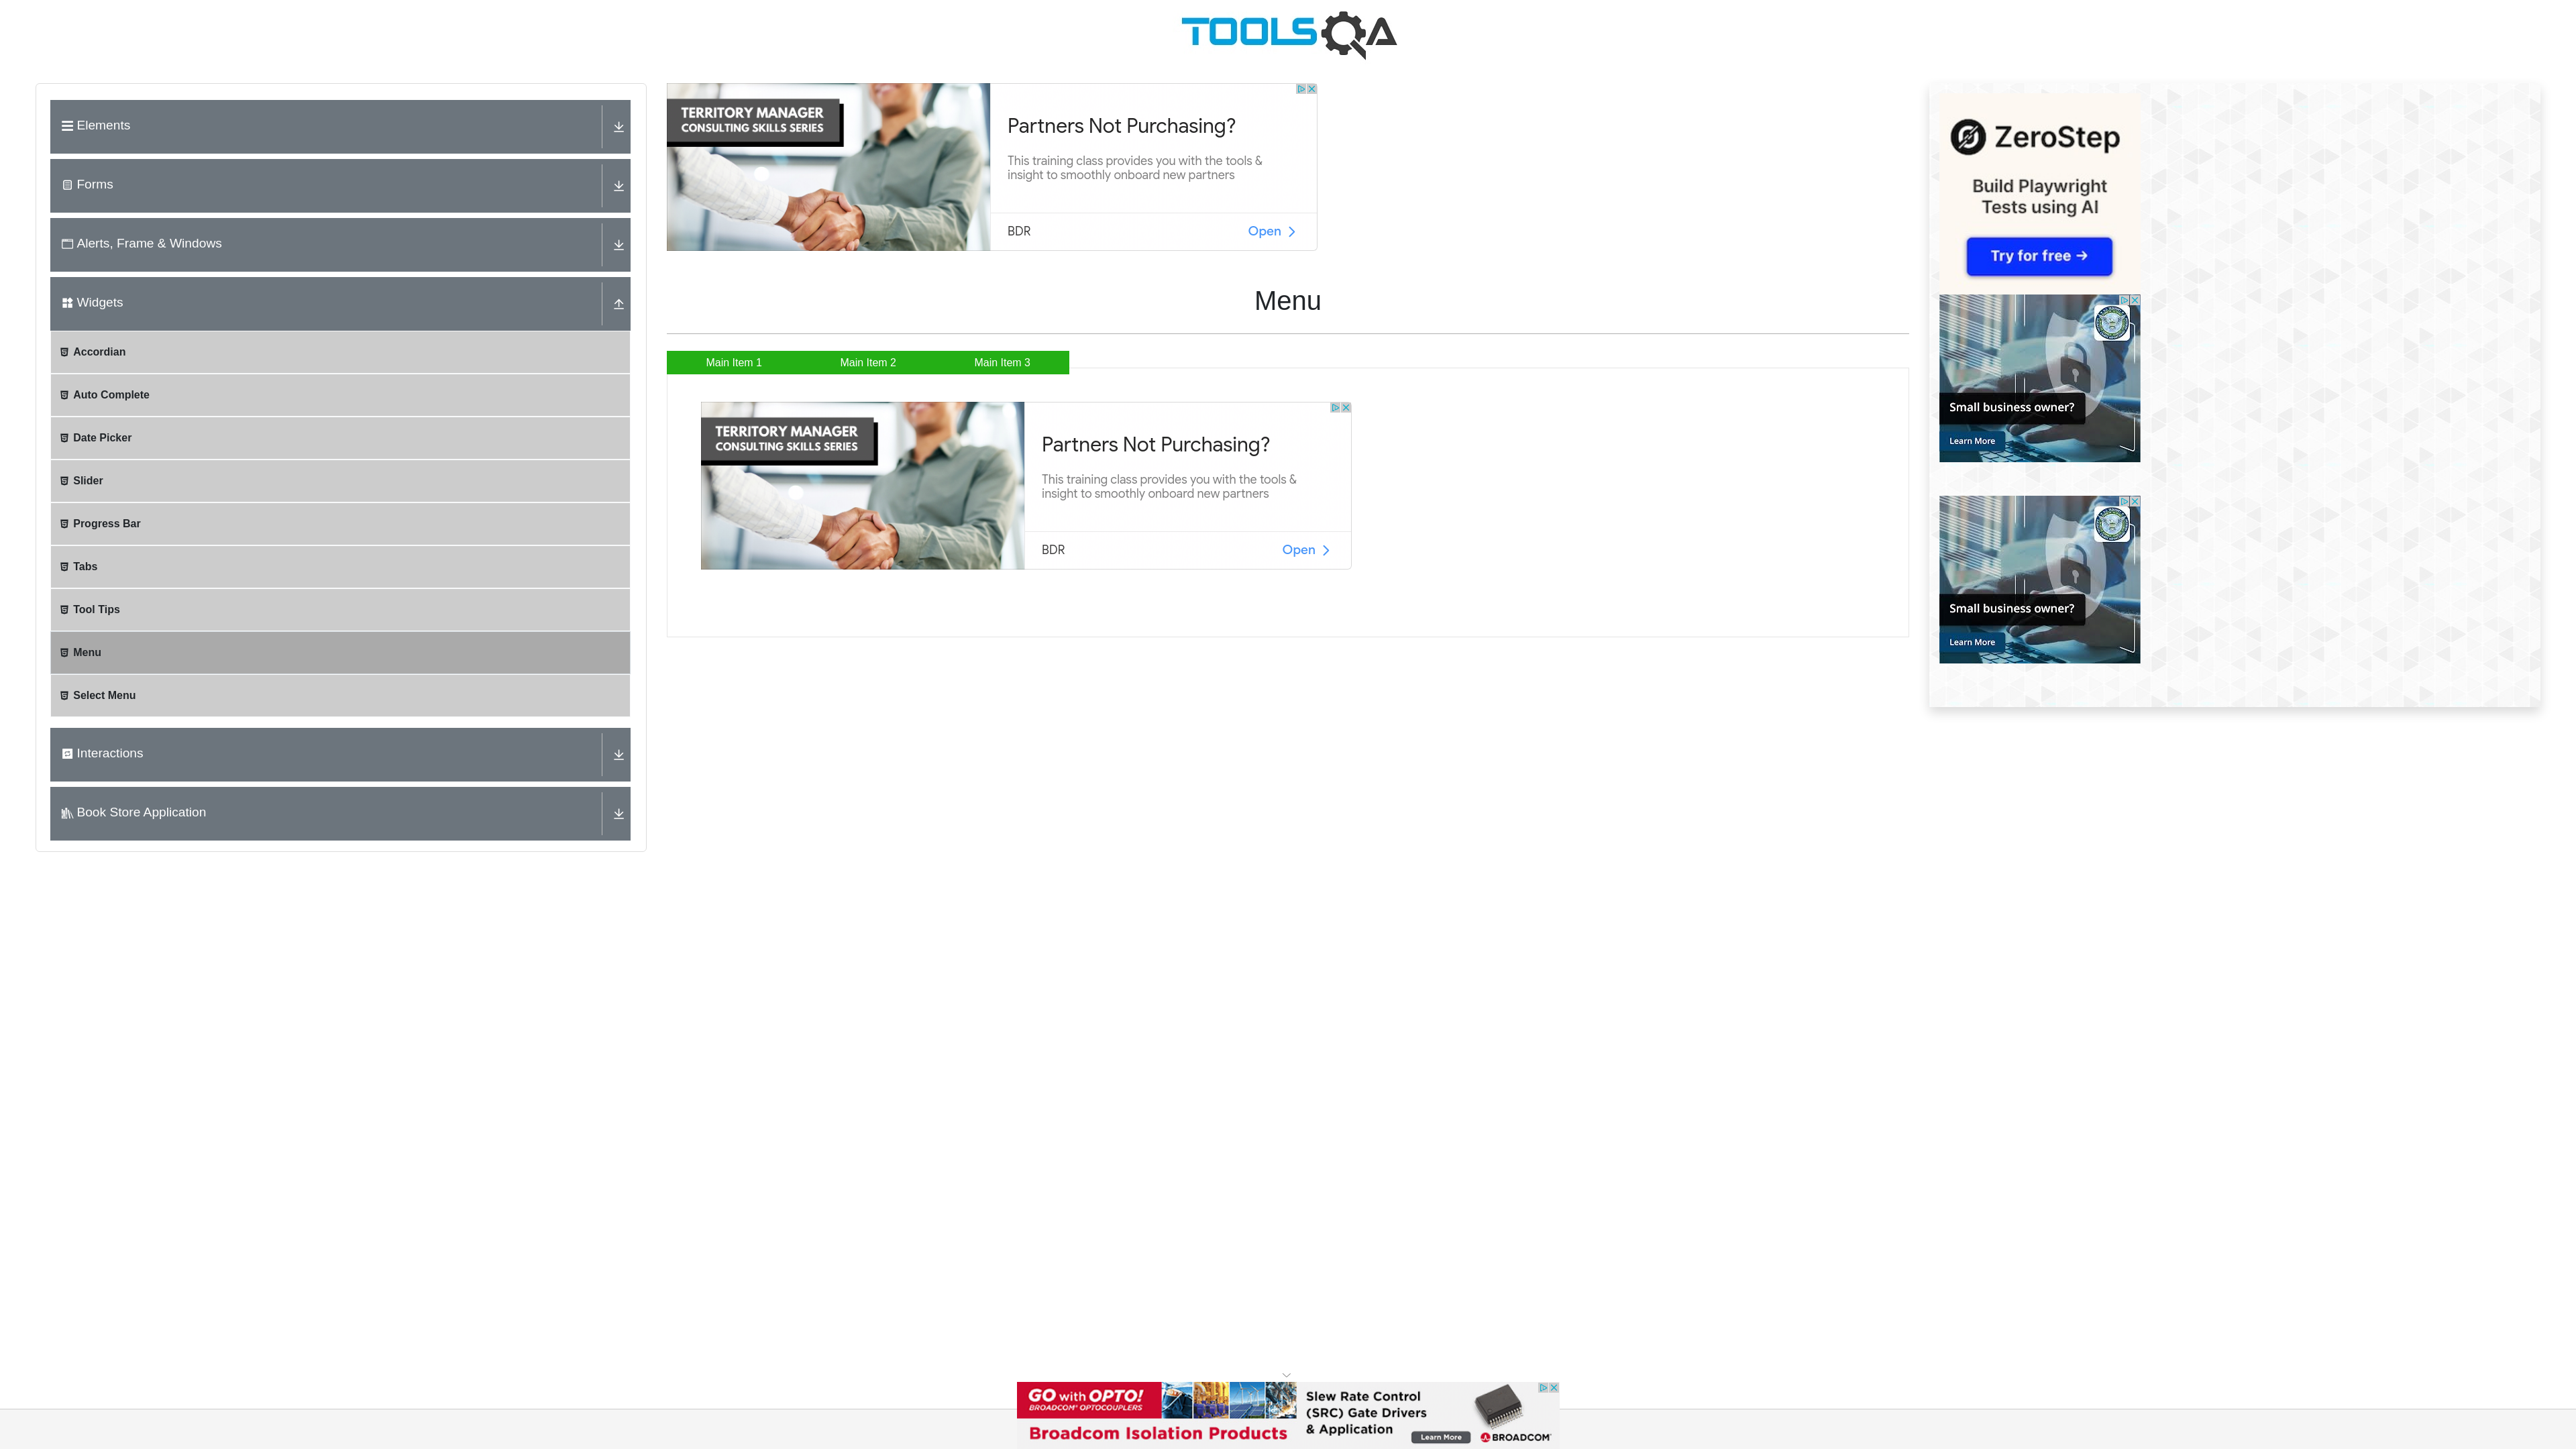 TOOLSQA
Elements
Forms
Alerts, Frame & Windows
Widgets
Accordian
Auto Complete
Date Picker
Slider
Progress Bar
Tabs
Tool Tips
Menu
Select Menu
Interactions
Book Store Application
TERRITORY MANAGER
CONSULTING SKILLS SERIES
Partners Not Purchasing?
This training class provides you with the tools &
insight to smoothly onboard new partners
BDR
Open
Menu
Main Item 1
Main Item 2
Main Item 3
TERRITORY MANAGER
CONSULTING SKILLS SERIES
Partners Not Purchasing?
This training class provides you with the tools &
insight to smoothly onboard new partners
BDR
Open
ZeroStep
Build Playwright
Tests using AI
Try for free →
Small business owner?
Learn More
Small business owner?
Learn More
GO with OPTO!
BROADCOM® OPTOCOUPLERS
Broadcom Isolation Products
Slew Rate Control
(SRC) Gate Drivers
& Application
Learn More
BROADCOM®